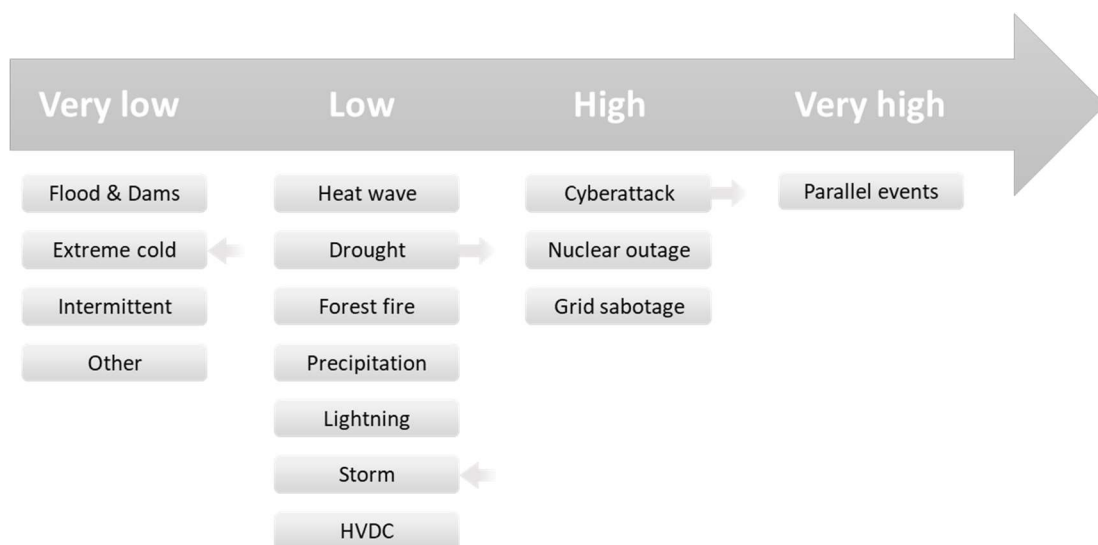 Very low
Low
High
Very high
Flood & Dams
Heat wave
Cyberattack
Parallel events
Extreme cold
Drought
Nuclear outage
Intermittent
Forest fire
Grid sabotage
Other
Precipitation
Lightning
Storm
HVDC